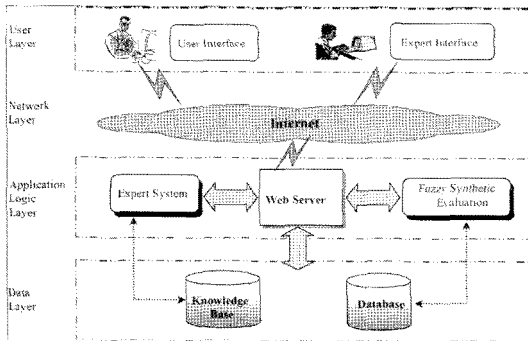 User
Layer
User Interface
Expert Interface
Network
Layer
Internet
Application
Logic
Layer
Expert System
Web Server
Fuzzy Synthetic
Evaluation
Data
Layer
Knowledge
Base
Database